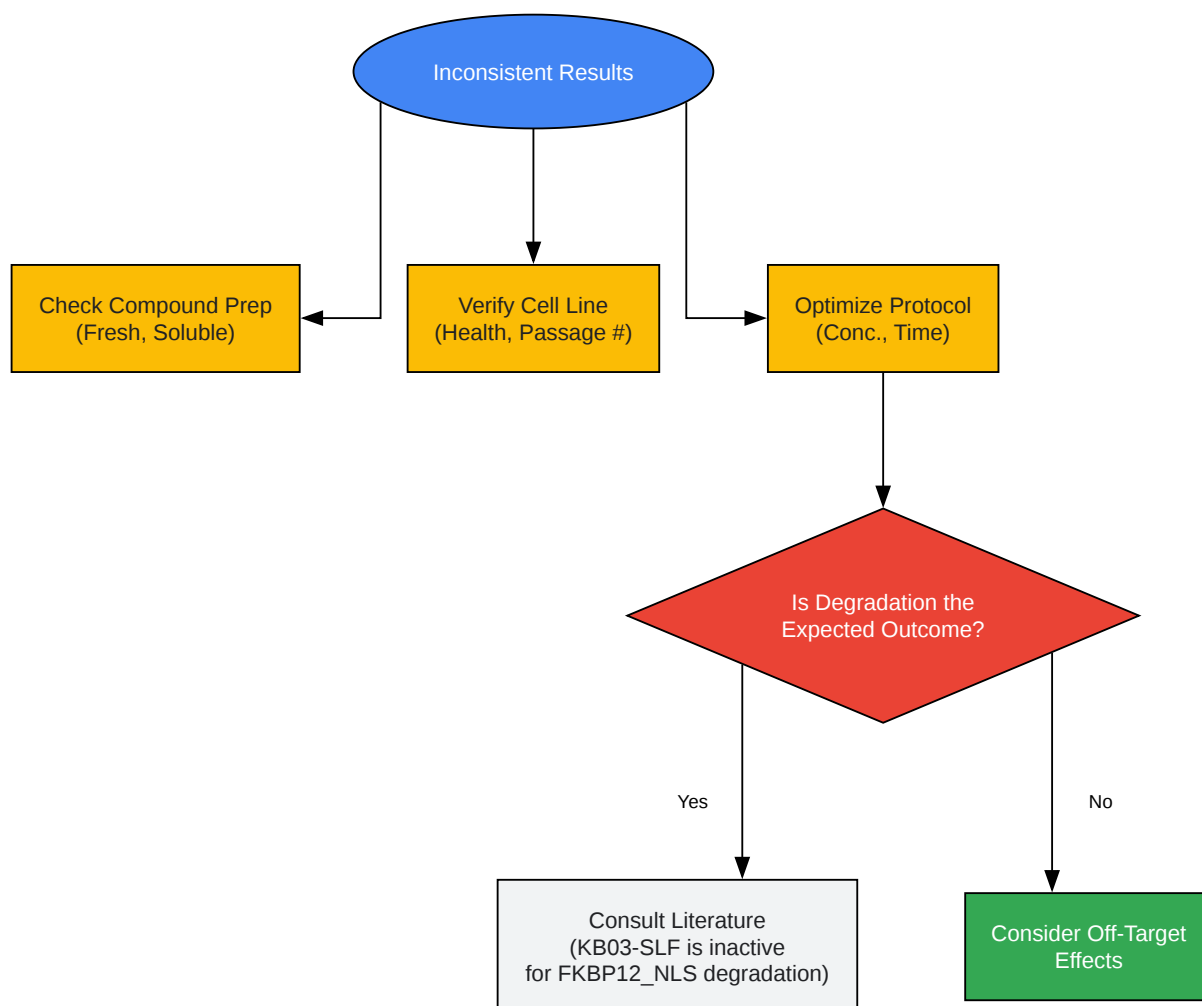 Inconsistent Results
Check Compound Prep
(Fresh, Soluble)
Verify Cell Line
(Health, Passage #)
Optimize Protocol
(Conc., Time)
Is Degradation the
Expected Outcome?
Yes
No
Consult Literature
(KB03-SLF is inactive
for FKBP12_NLS degradation)
Consider Off-Target
Effects